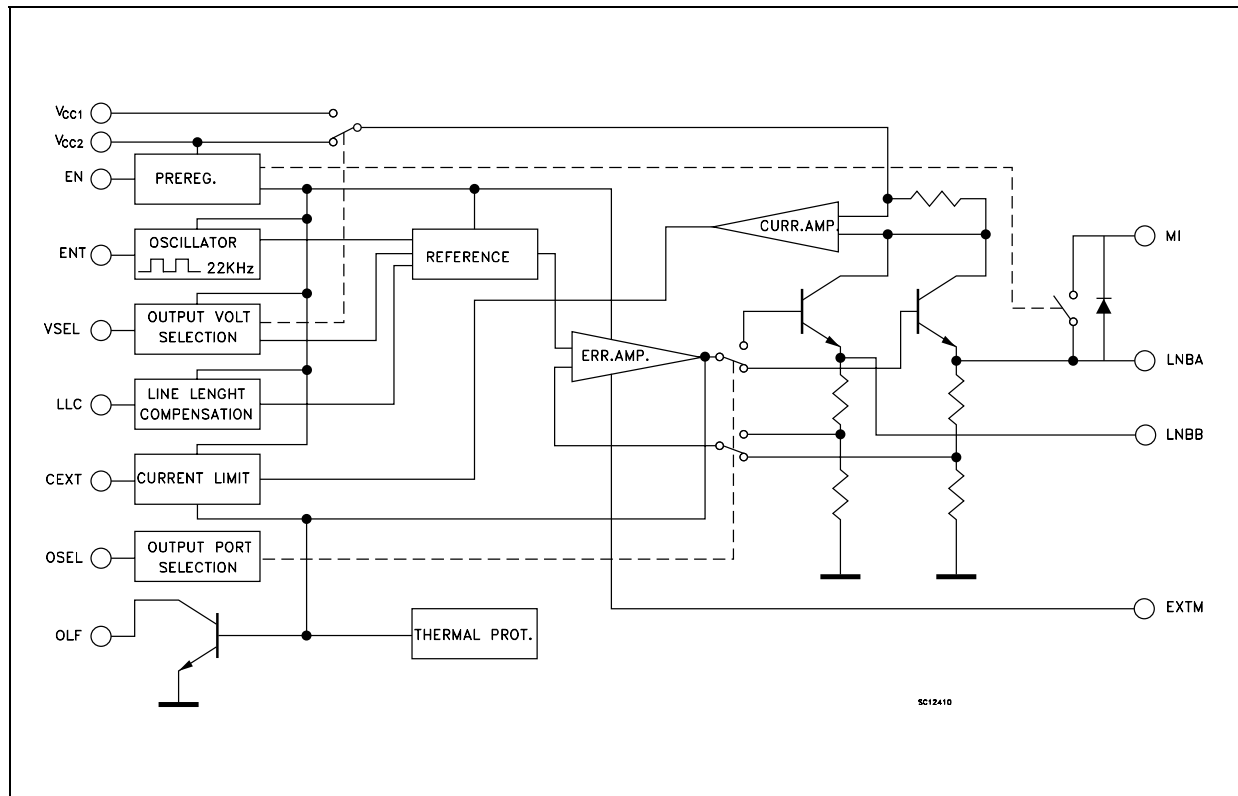 VCC1
VCC2
EN
PREREG.
ENT
OSCILLATOR
22KHz
REFERENCE
CURR.AMP.
MI
VSEL
OUTPUT VOLT
SELECTION
ERR.AMP.
LNBA
LLC
LINE LENGHT
COMPENSATION
LNBB
CEXT
CURRENT LIMIT
OSEL
OUTPUT PORT
SELECTION
EXTM
OLF
THERMAL PROT.
SC12410